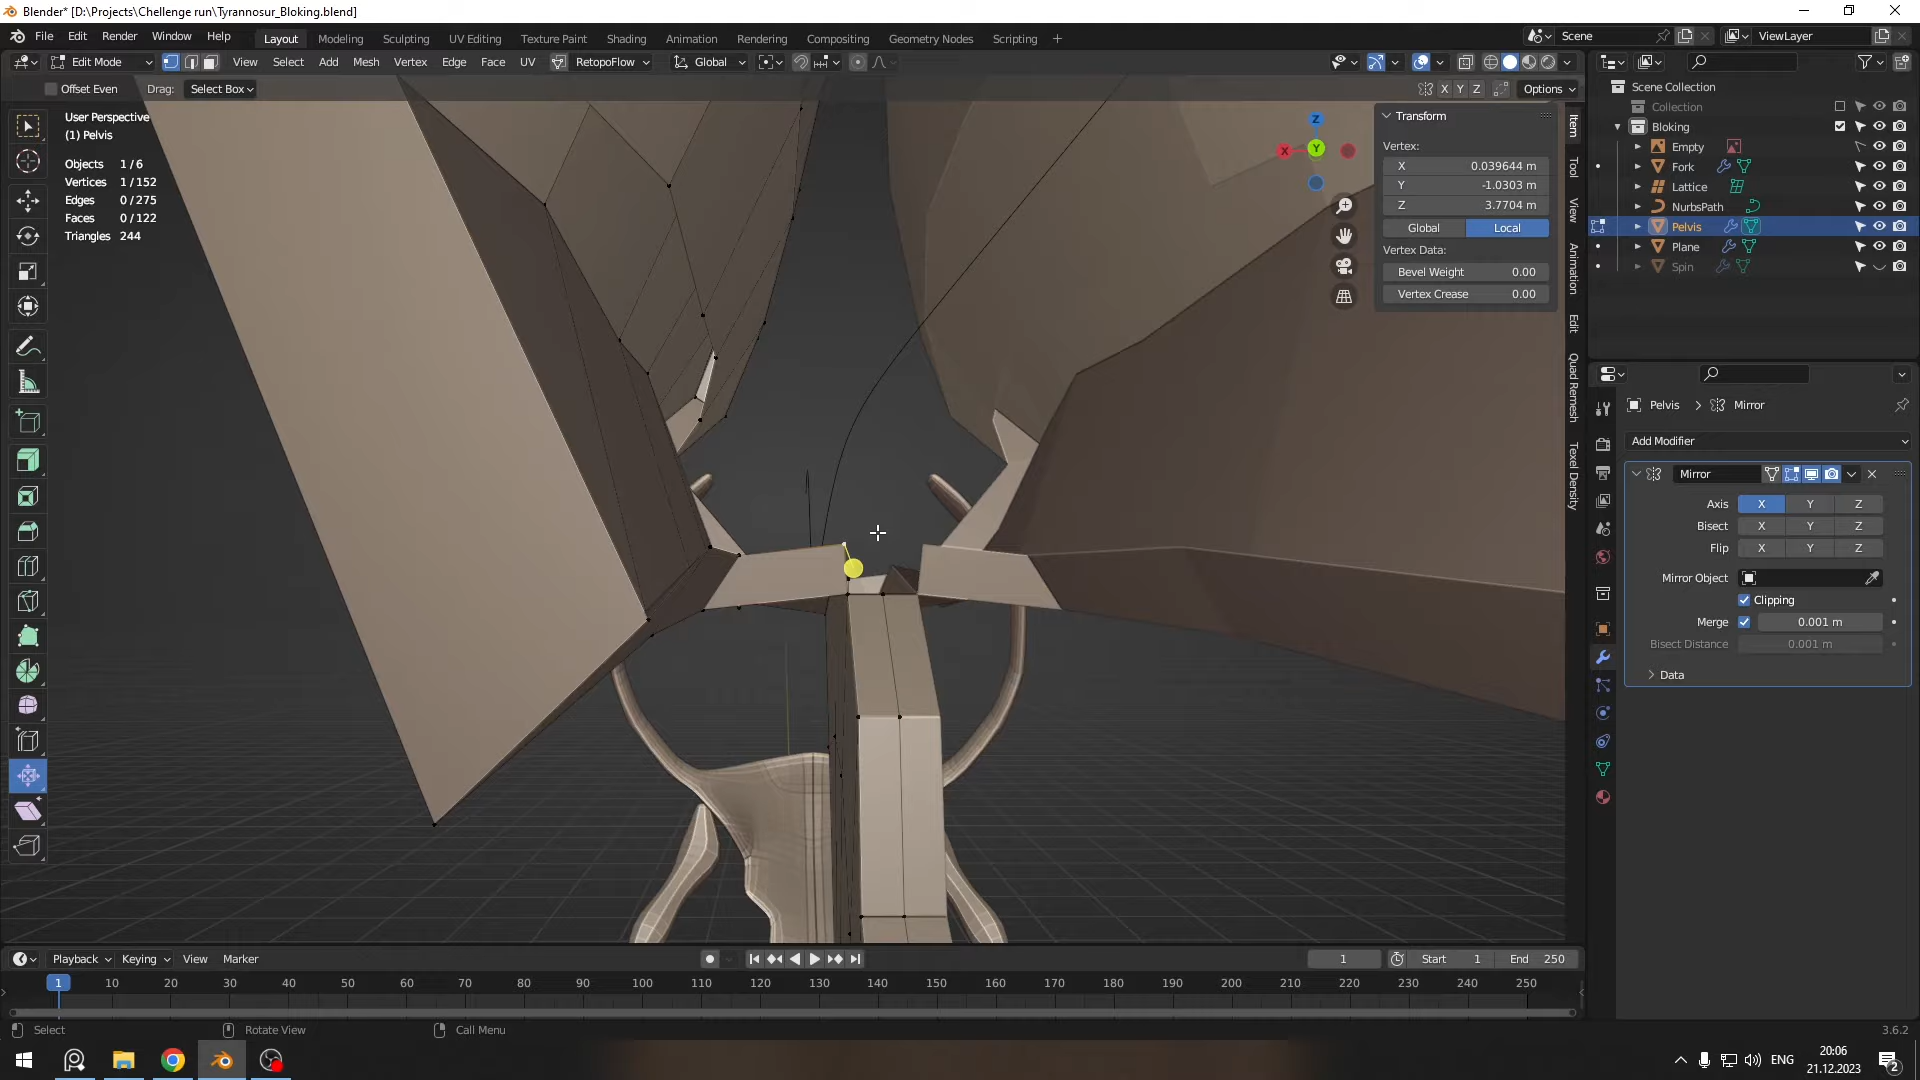 Blender* [D:\Projects\Chellenge run\Tyrannosur_Bloking.blend]
File Edit Render Window Help Layout Modeling Sculpting UV Editing Texture Paint Shading Animation Rendering Compositing Geometry Nodes Scripting + Scene ViewLayer
Edit Mode View Select Add Mesh Vertex Edge Face UV RetopoFlow Global
Offset Even Drag: Select Box X Y Z Options
User Perspective
(1) Pelvis
Objects 1/6
Vertices 1/152
Edges 0/275
Faces 0/122
Triangles 244
Z
X
Y
Transform
Vertex:
X 0.039644 m
Y -1.0303 m
Z 3.7704 m
Global Local
Vertex Data:
Bevel Weight 0.00
Vertex Crease 0.00
Item
Tool
View
Animation
Edit
Quad Remesh
Texel Density
Scene Collection
Collection
Bloking
Empty
Fork
Lattice
NurbsPath
Pelvis
Plane
Spin
Pelvis > Mirror
Add Modifier
Mirror
Axis X Y Z
Bisect X Y Z
Flip X Y Z
Mirror Object
Clipping
Merge 0.001 m
Bisect Distance 0.001 m
Data
Playback Keying View Marker 1 Start 1 End 250
1 10 20 30 40 50 60 70 80 90 100 110 120 130 140 150 160 170 180 190 200 210 220 230 240 250
Select Rotate View Call Menu 3.6.2
ENG 20:06
21.12.2023 2